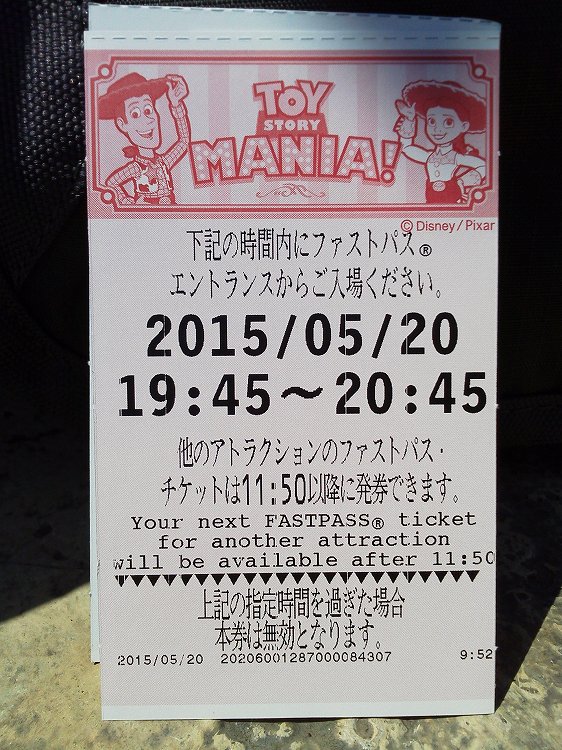 TOY
STORY
MANIA!
© Disney/Pixar
下記の時間内にファストパス®
エントランスからご入場ください。
2015/05/20
19:45～20:45
他のアトラクションのファストパス・
チケットは11:50以降に発券できます。
Your next FASTPASS® ticket
for another attraction
will be available after 11:50
上記の指定時間を過ぎた場合
本券は無効となります。
2015/05/20 20206001287000084307 9:52